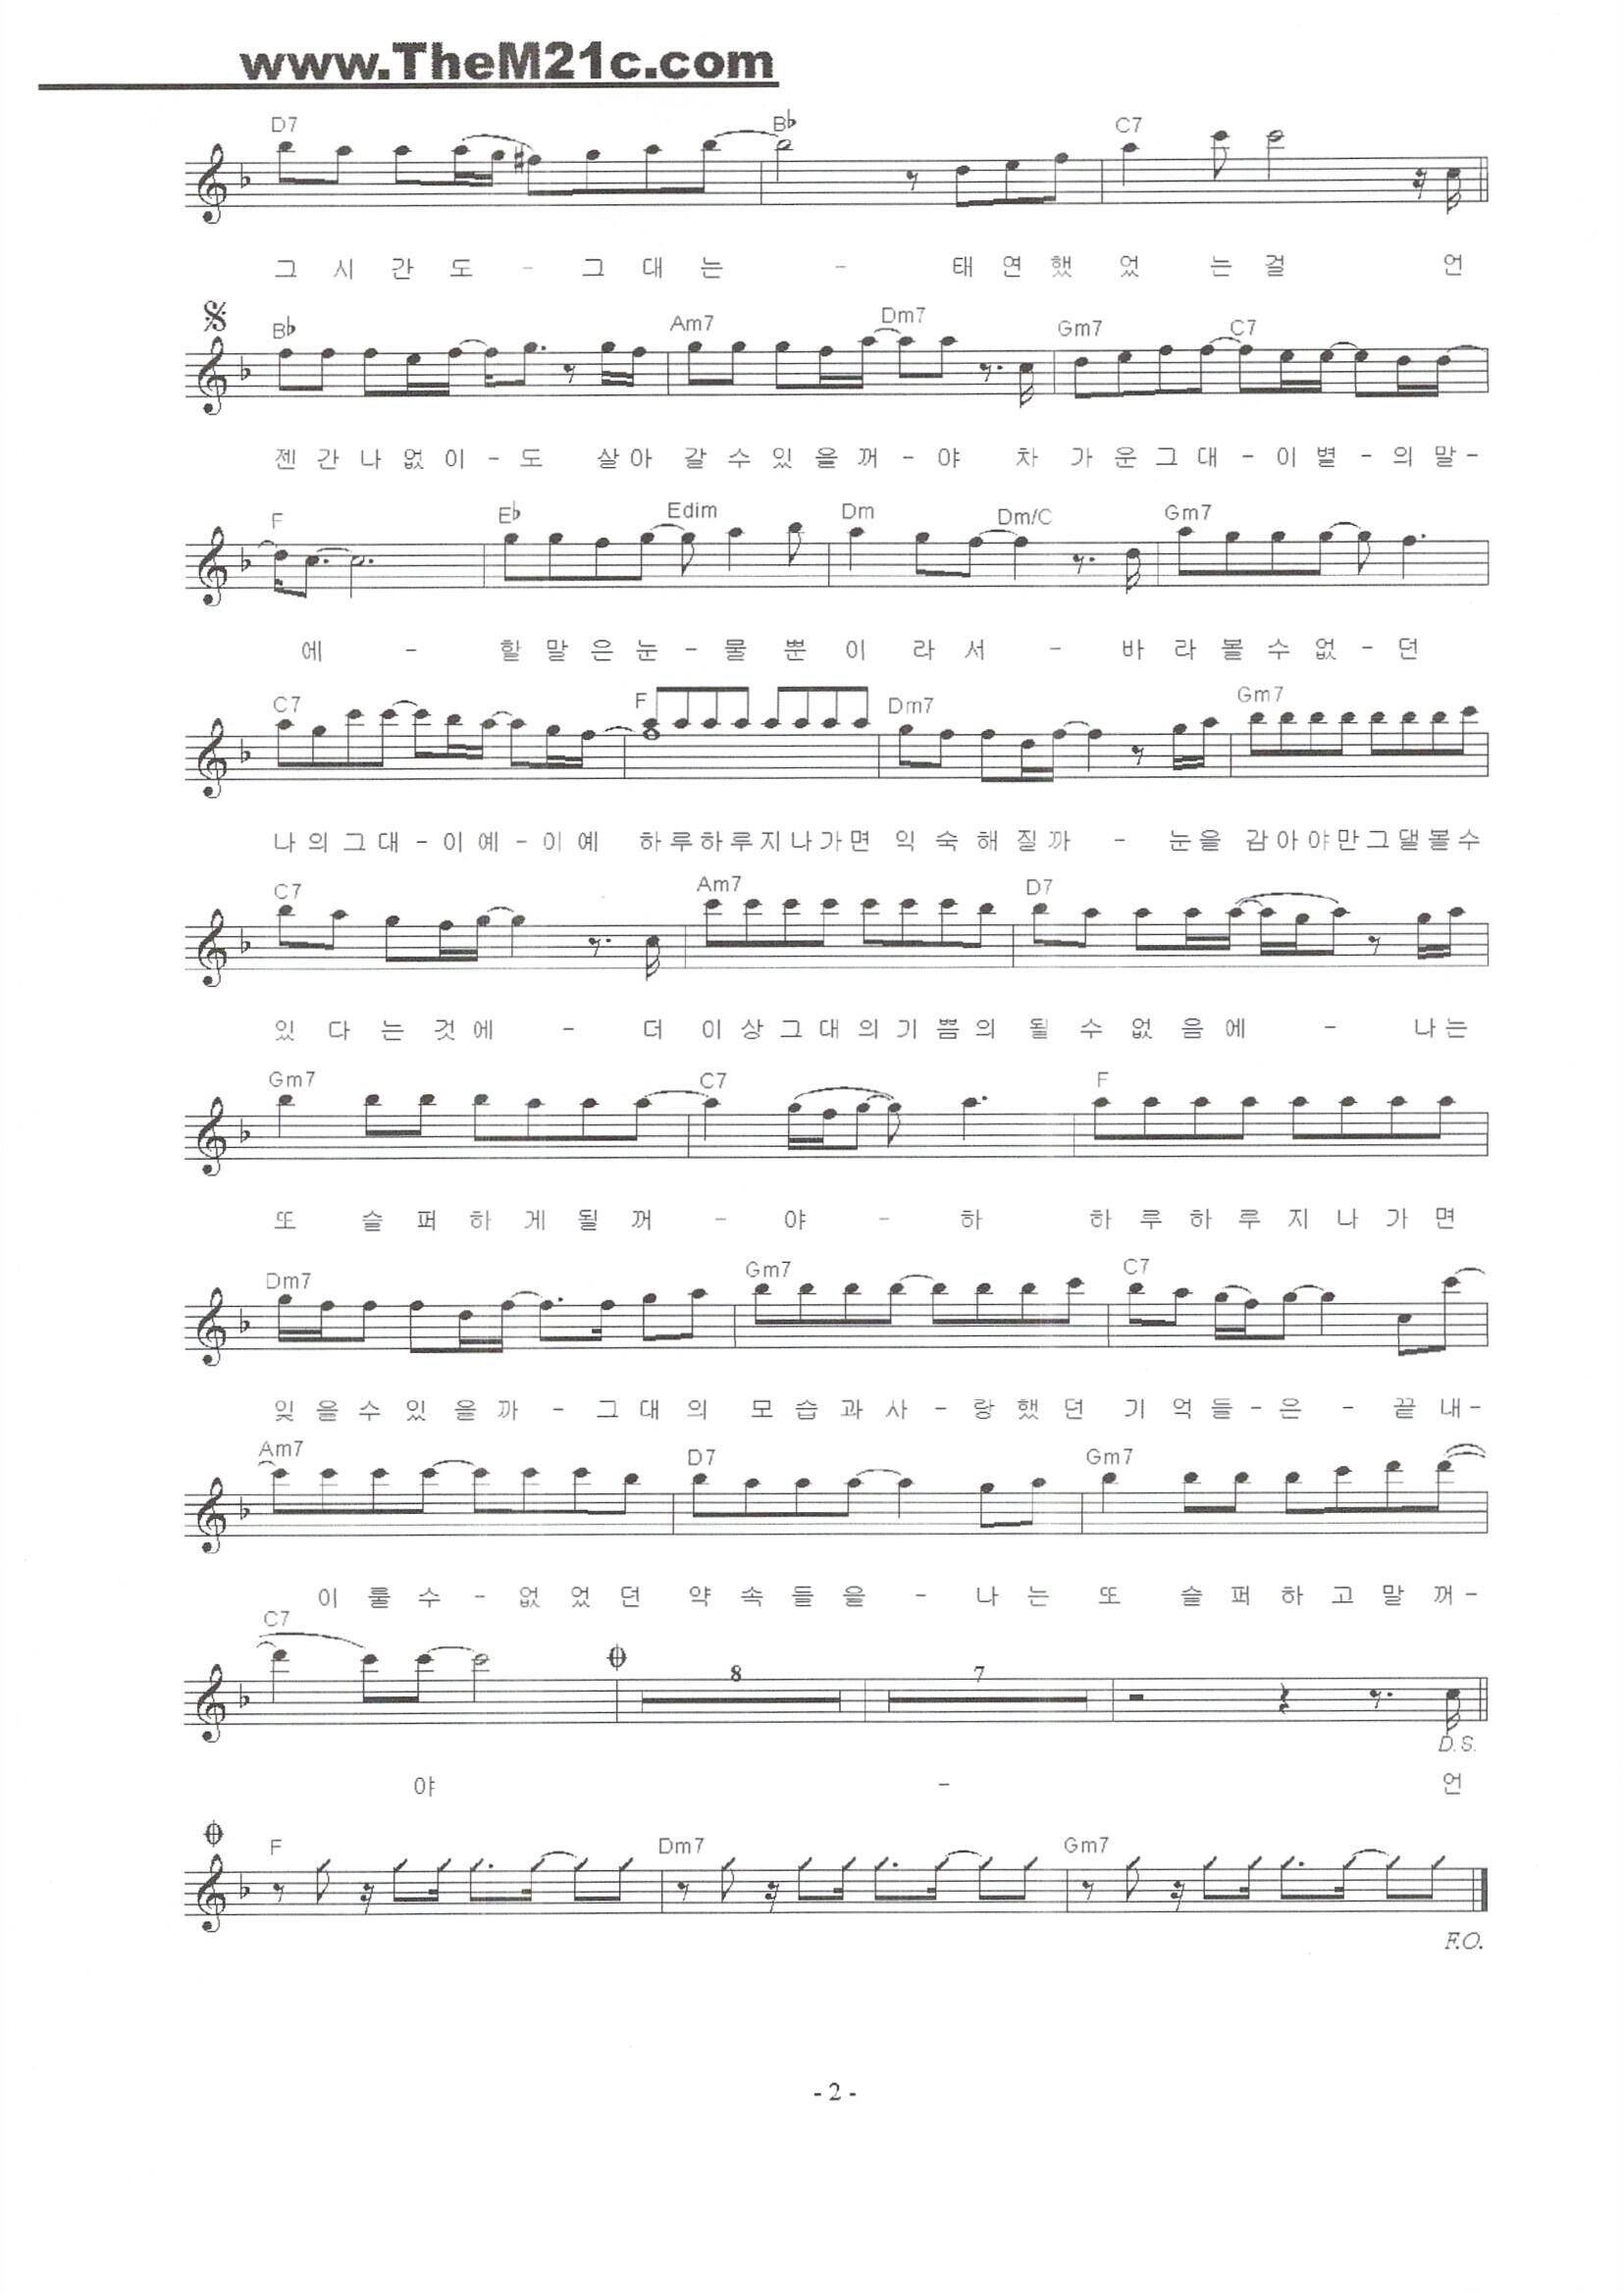 www.TheM21c.com
D7 B♭ C7
그 시 간 도 - 그 대 는 - 태 연 했 었 는 걸 언
B♭ Am7 Dm7 Gm7 C7
젠 간 나 없 이 - 도 살 아 갈 수 있 을 꺼 - 야 차 가 운 그 대 - 이 별 - 의 말 -
F E♭ Edim Dm Dm/C Gm7
에 - 할 말 은 눈 - 물 뿐 이 라 서 - 바 라 볼 수 없 - 던
C7 F Dm7 Gm7
나 의 그 대 - 이 예 - 이 예 하 루 하 루 지 나 가 면 익 숙 해 질 까 - 눈 을 감 아 야 만 그 댈 볼 수
C7 Am7 D7
있 다 는 것 에 - 더 이 상 그 대 의 기 쁨 의 될 수 없 음 에 - 나 는
Gm7 C7 F
또 슬 퍼 하 게 될 꺼 - 야 - 하 하 루 하 루 지 나 가 면
Dm7 Gm7 C7
잊 을 수 있 을 까 - 그 대 의 모 습 과 사 - 랑 했 던 기 억 들 - 은 - 끝 내 -
Am7 D7 Gm7
이 룰 수 - 없 었 던 약 속 들 을 - 나 는 또 슬 퍼 하 고 말 꺼 -
C7
8 7
D.S.
야 - 언
F Dm7 Gm7
F.O.
- 2 -